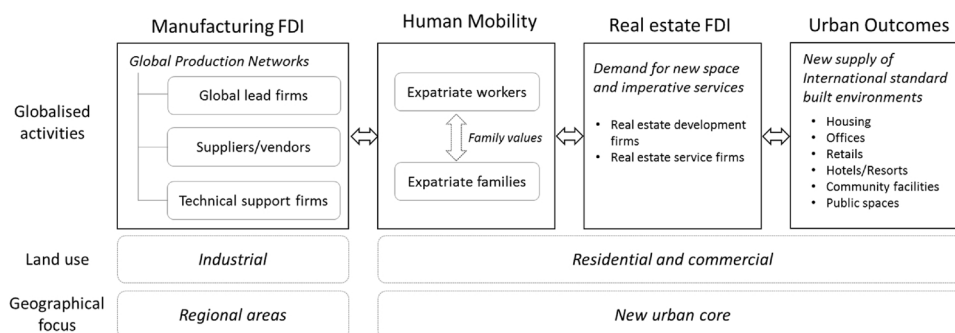 Manufacturing FDI
Human Mobility
Real estate FDI
Urban Outcomes
Globalised
activities
Global Production Networks
Global lead firms
Suppliers/vendors
Technical support firms
Expatriate workers
Family values
Expatriate families
Demand for new space
and imperative services
• Real estate development
firms
• Real estate service firms
New supply of
International standard
built environments
• Housing
• Offices
• Retails
• Hotels/Resorts
• Community facilities
• Public spaces
Land use
Industrial
Residential and commercial
Geographical
focus
Regional areas
New urban core